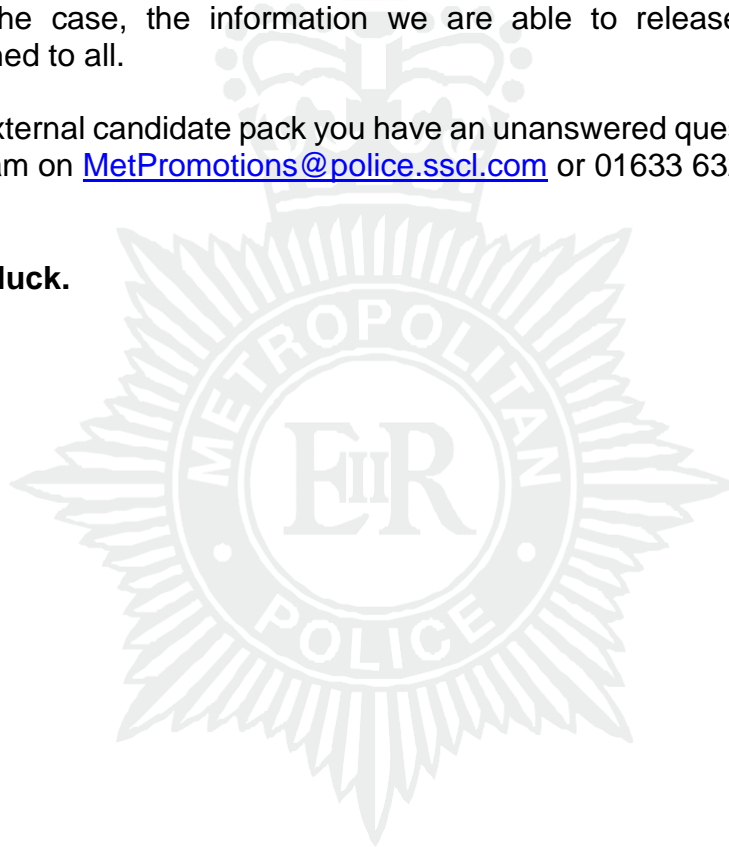 he case, the information we are able to release
ned to all.
xternal candidate pack you have an unanswered ques
am on MetPromotions@police.sscl.com or 01633 63
luck.
METROPOLITAN
EIIR
POLICE